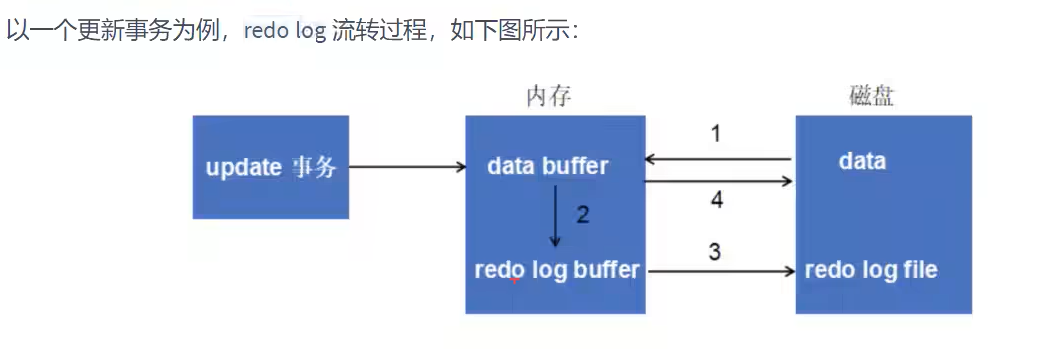 以一个更新事务为例，redo log 流转过程，如下图所示：
内存
磁盘
update 事务
data buffer
1
data
4
2
redo log buffer
3
redo log file